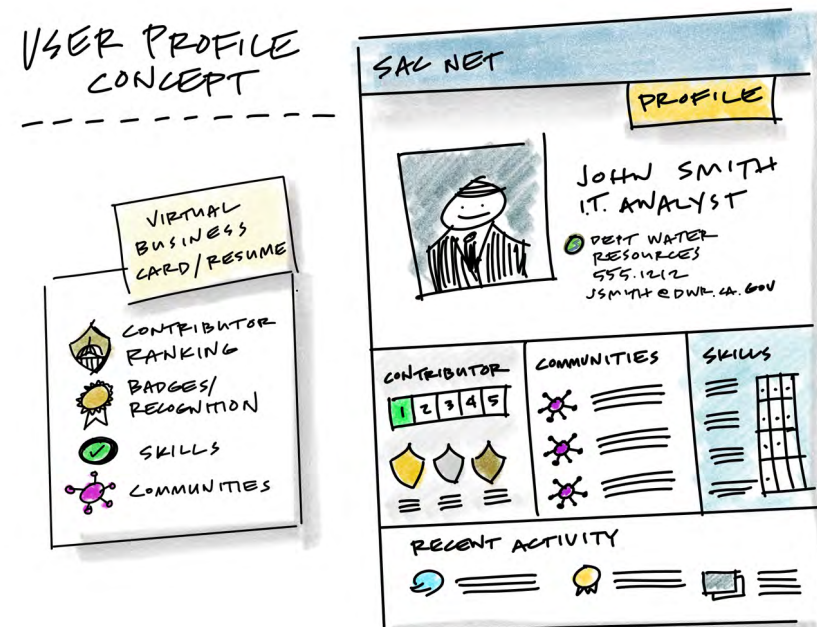 USER PROFILE
CONCEPT
VIRTUAL
BUSINESS
CARD/RESUME
CONTRIBUTOR
RANKING
BADGES/
RECOGNITION
SKILLS
COMMUNITIES
SAC NET
PROFILE
JOHN SMITH
I.T. ANALYST
DEPT WATER
RESOURCES
555.1212
JSMITH@DWR.CA.GOV
CONTRIBUTOR
1 2 3 4 5
COMMUNITIES
SKILLS
RECENT ACTIVITY